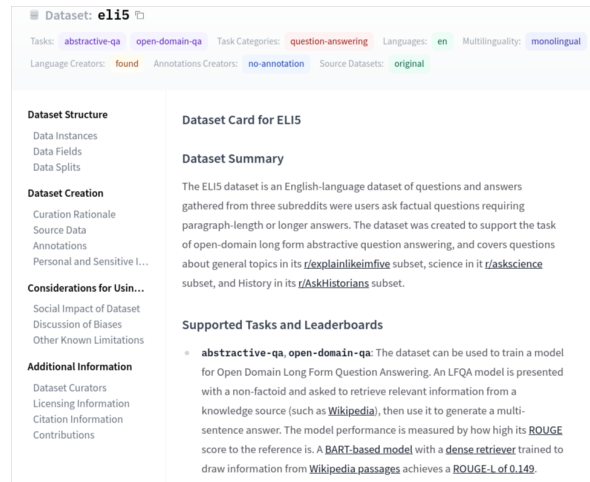 Dataset: eli5
Tasks: abstractive-qa open-domain-qa Task Categories: question-answering Languages: en Multilinguality: monolingual
Language Creators: found Annotations Creators: no-annotation Source Datasets: original
Dataset Structure
Data Instances
Data Fields
Data Splits
Dataset Creation
Curation Rationale
Source Data
Annotations
Personal and Sensitive I...
Considerations for Usin...
Social Impact of Dataset
Discussion of Biases
Other Known Limitations
Additional Information
Dataset Curators
Licensing Information
Citation Information
Contributions
Dataset Card for ELI5
Dataset Summary
The ELI5 dataset is an English-language dataset of questions and answers
gathered from three subreddits were users ask factual questions requiring
paragraph-length or longer answers. The dataset was created to support the task
of open-domain long form abstractive question answering, and covers questions
about general topics in its r/explainlikeimfive subset, science in it r/askscience
subset, and History in its r/AskHistorians subset.
Supported Tasks and Leaderboards
abstractive-qa, open-domain-qa: The dataset can be used to train a model
for Open Domain Long Form Question Answering. An LFQA model is presented
with a non-factoid and asked to retrieve relevant information from a
knowledge source (such as Wikipedia), then use it to generate a multi-
sentence answer. The model performance is measured by how high its ROUGE
score to the reference is. A BART-based model with a dense retriever trained to
draw information from Wikipedia passages achieves a ROUGE-L of 0.149.